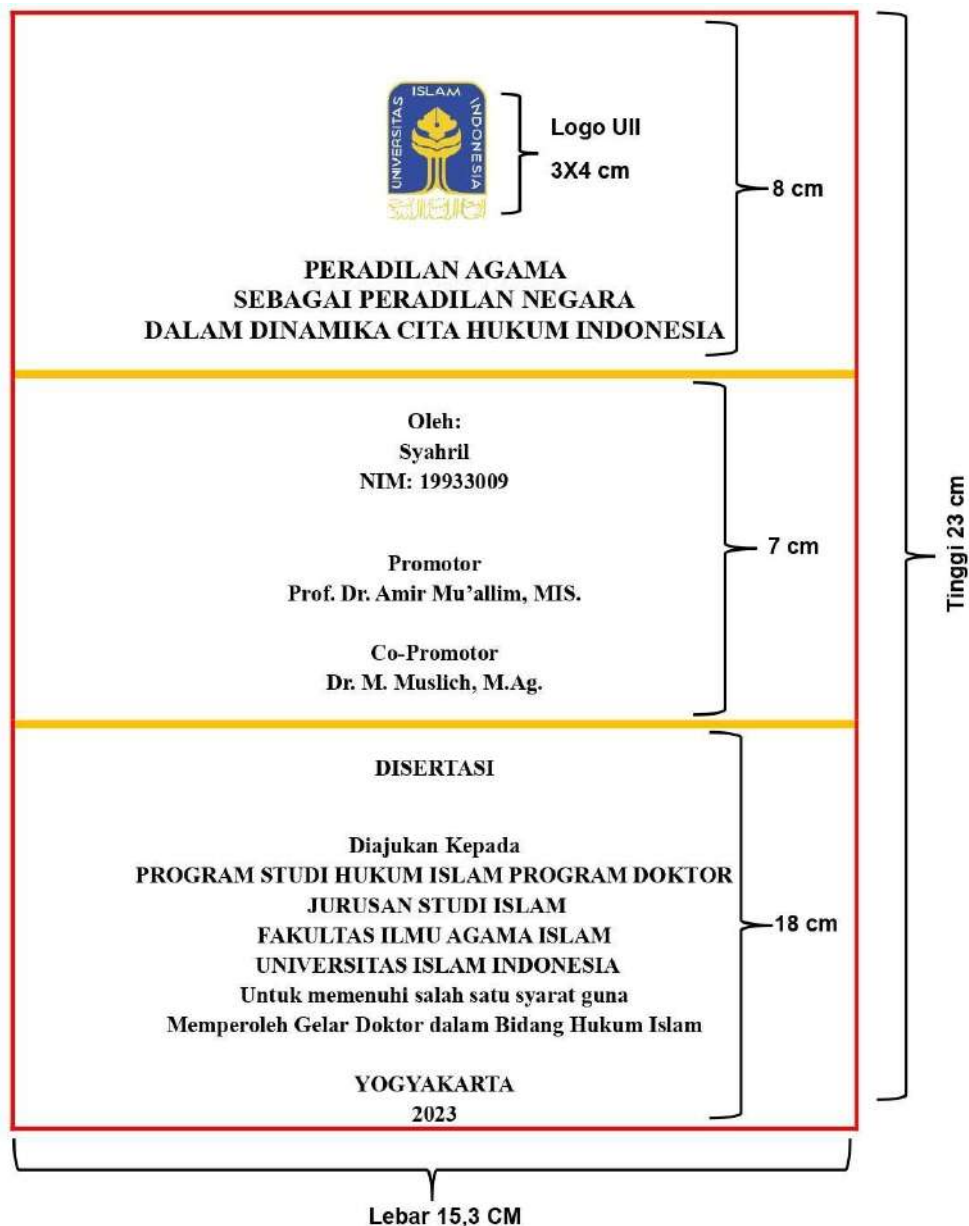 UNIVERSITAS ISLAM INDONESIA
Logo UII
3X4 cm
8 cm
PERADILAN AGAMA
SEBAGAI PERADILAN NEGARA
DALAM DINAMIKA CITA HUKUM INDONESIA
Oleh:
Syahril
NIM: 19933009
7 cm
Promotor
Prof. Dr. Amir Mu’allim, MIS.
Co-Promotor
Dr. M. Muslich, M.Ag.
Tinggi 23 cm
DISERTASI
Diajukan Kepada
PROGRAM STUDI HUKUM ISLAM PROGRAM DOKTOR
JURUSAN STUDI ISLAM
FAKULTAS ILMU AGAMA ISLAM
UNIVERSITAS ISLAM INDONESIA
Untuk memenuhi salah satu syarat guna
Memperoleh Gelar Doktor dalam Bidang Hukum Islam
18 cm
YOGYAKARTA
2023
Lebar 15,3 CM